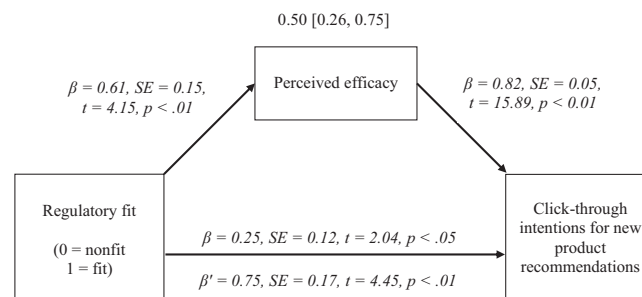 0.50 [0.26, 0.75]
β = 0.61, SE = 0.15,
t = 4.15, p < .01
Perceived efficacy
β = 0.82, SE = 0.05,
t = 15.89, p < 0.01
Regulatory fit
(0 = nonfit
1 = fit)
β = 0.25, SE = 0.12, t = 2.04, p < .05
β' = 0.75, SE = 0.17, t = 4.45, p < .01
Click-through
intentions for new
product
recommendations